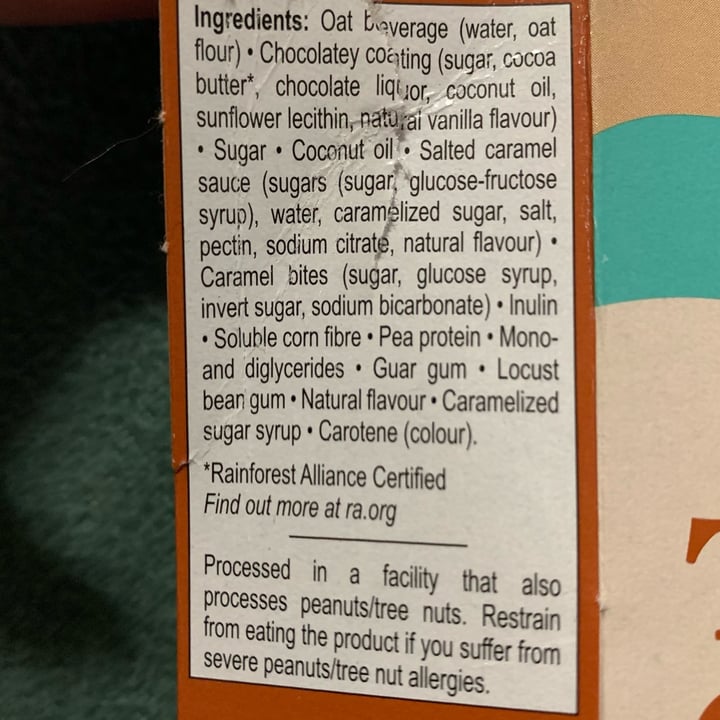 Ingredients: Oat beverage (water, oat
flour) • Chocolatey coating (sugar, cocoa
butter*, chocolate liquor, coconut oil,
sunflower lecithin, natural vanilla flavour)
• Sugar • Coconut oil • Salted caramel
sauce (sugars (sugar, glucose-fructose
syrup), water, caramelized sugar, salt,
pectin, sodium citrate, natural flavour) •
Caramel bites (sugar, glucose syrup,
invert sugar, sodium bicarbonate) • Inulin
• Soluble corn fibre • Pea protein • Mono-
and diglycerides • Guar gum • Locust
bean gum • Natural flavour • Caramelized
sugar syrup • Carotene (colour).
*Rainforest Alliance Certified
Find out more at ra.org
Processed in a facility that also
processes peanuts/tree nuts. Restrain
from eating the product if you suffer from
severe peanuts/tree nut allergies.